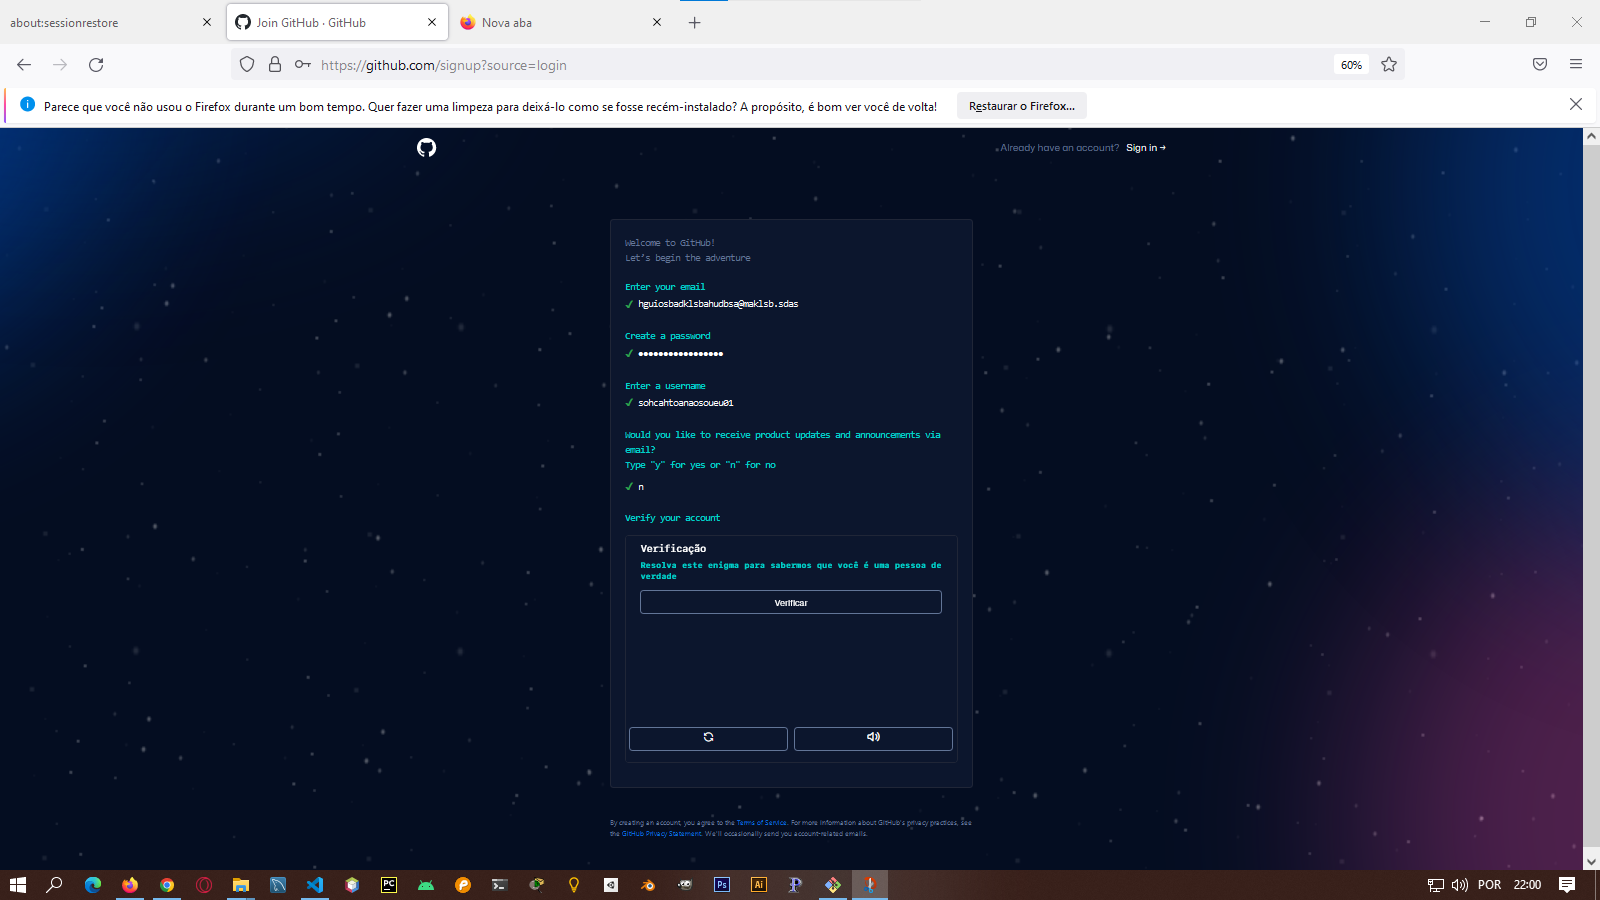 about:sessionrestore
Join GitHub · GitHub
Nova aba
https://github.com/signup?source=login
60%
Parece que você não usou o Firefox durante um bom tempo. Quer fazer uma limpeza para deixá-lo como se fosse recém-instalado? A propósito, é bom ver você de volta!
Restaurar o Firefox...
Already have an account? Sign in →
Welcome to GitHub!
Let's begin the adventure
Enter your email
✓ hguiosbadklsbahudbsa@maklsb.sdas
Create a password
✓ •••••••••••••••••
Enter a username
✓ sohcahtoanaosoueu01
Would you like to receive product updates and announcements via
email?
Type "y" for yes or "n" for no
✓ n
Verify your account
Verificação
Resolva este enigma para sabermos que você é uma pessoa de
verdade
Verificar
By creating an account, you agree to the Terms of Service. For more information about GitHub's privacy practices, see
the GitHub Privacy Statement. We'll occasionally send you account-related emails.
PC
Ps
Ai
POR
22:00